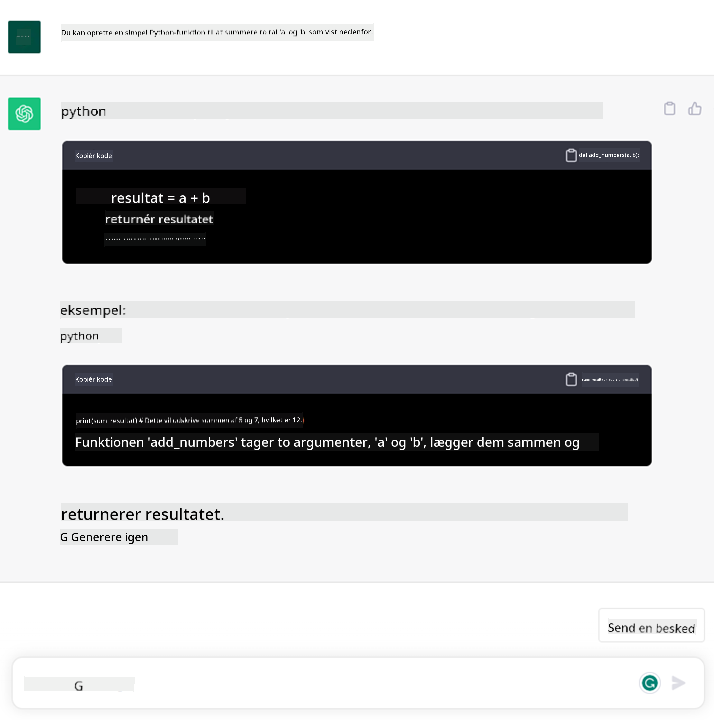 Du kan oprette en simpel Python-funktion til at summere to tal 'a' og 'b' som vist nedenfor
python
Kopiér kode
def add_numbers(a, b):
resultat = a + b
returnér resultatet
eksempel:
python
Kopiér kode
print(sum_resultat) # Dette vil udskrive summen af 5 og 7, hvilket er 12.)
Funktionen 'add_numbers' tager to argumenter, 'a' og 'b', lægger dem sammen og
returnerer resultatet.
G Generere igen
Send en besked
G